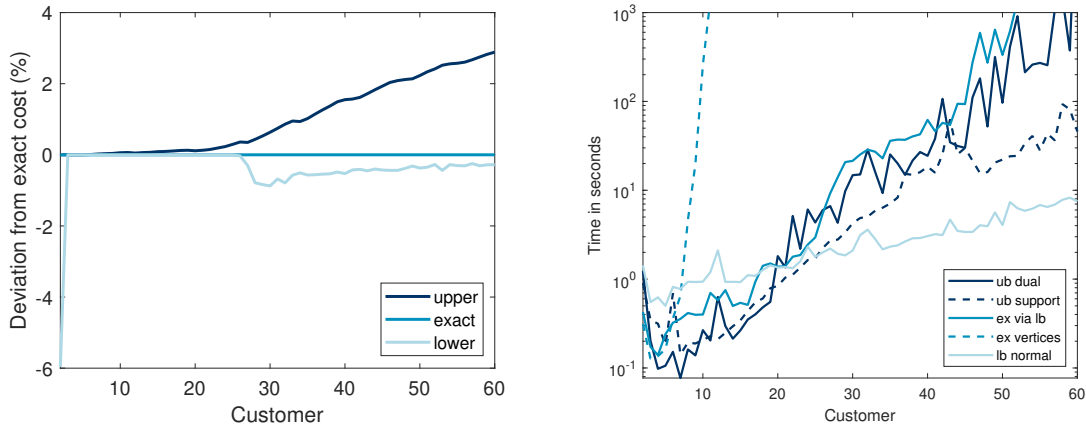 Deviation from exact cost (%)
4
2
0
-2
-4
-6
10
20
30
40
50
60
Customer
upper
exact
lower
Time in seconds
10^3
10^2
10^1
10^0
10^-1
10
20
30
40
50
60
Customer
ub dual
ub support
ex via lb
ex vertices
lb normal